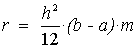 r = h²/12·(b - a)·m